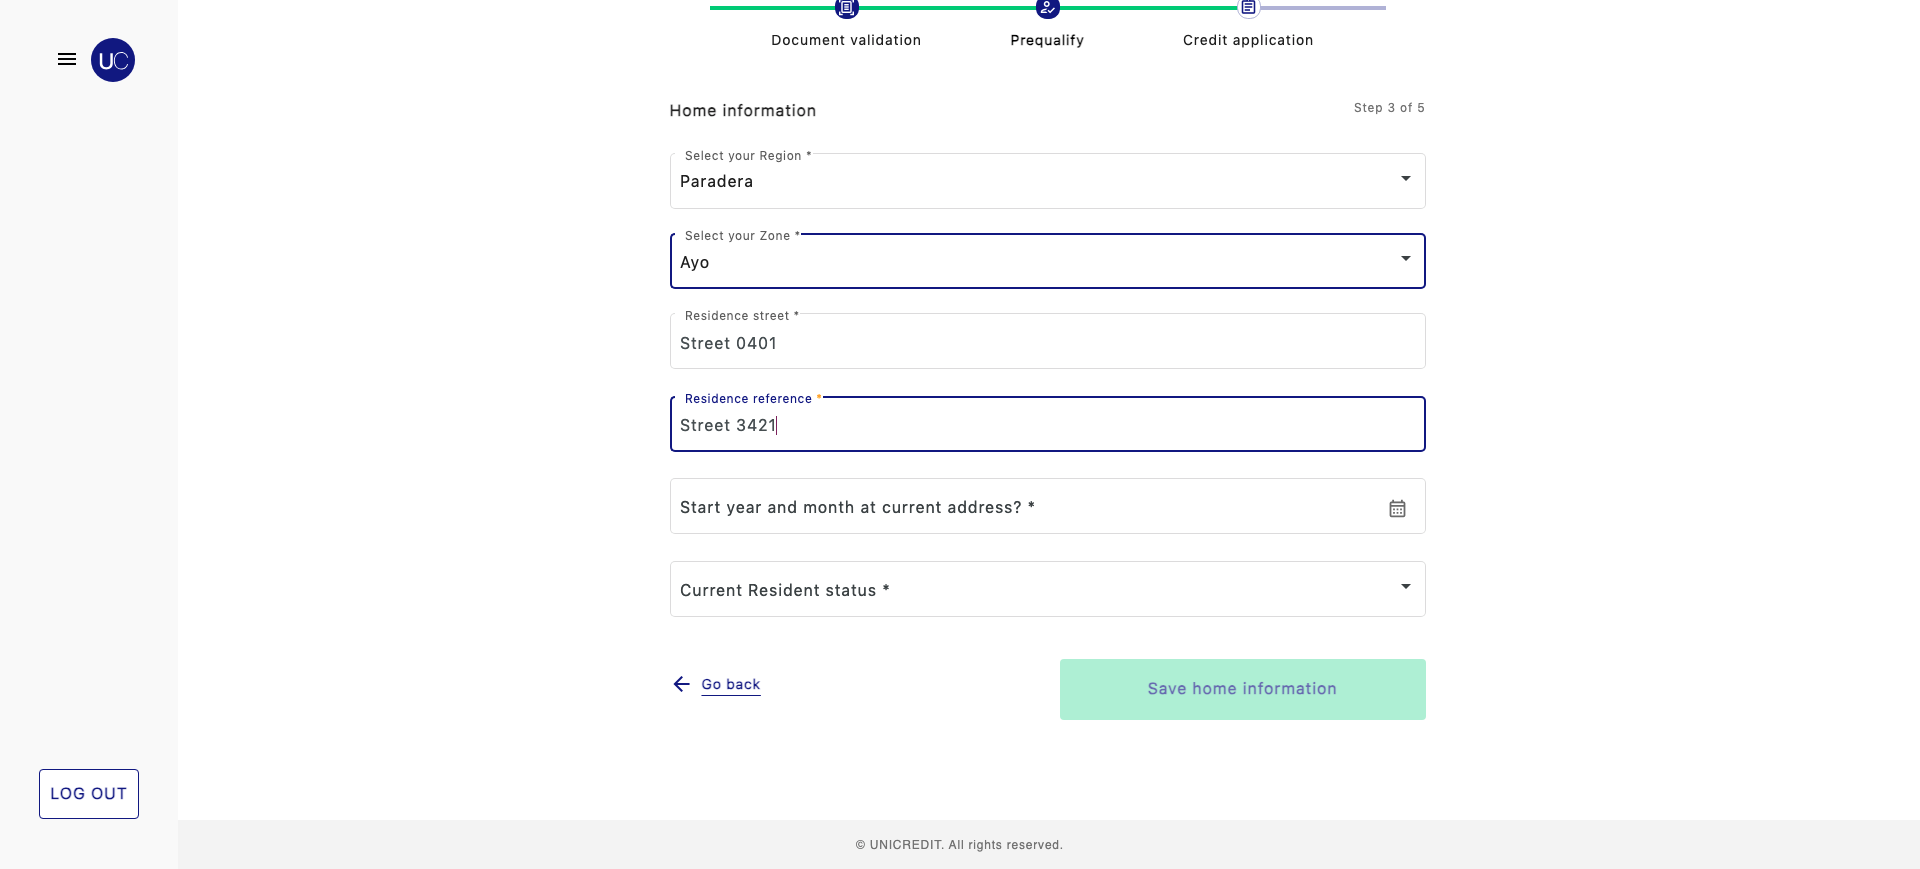 UC
Document validation
Prequalify
Credit application
Home information
Step 3 of 5
Select your Region *
Paradera
Select your Zone *
Ayo
Residence street *
Street 0401
Residence reference *
Street 3421
Start year and month at current address? *
Current Resident status *
Go back
Save home information
LOG OUT
© UNICREDIT. All rights reserved.